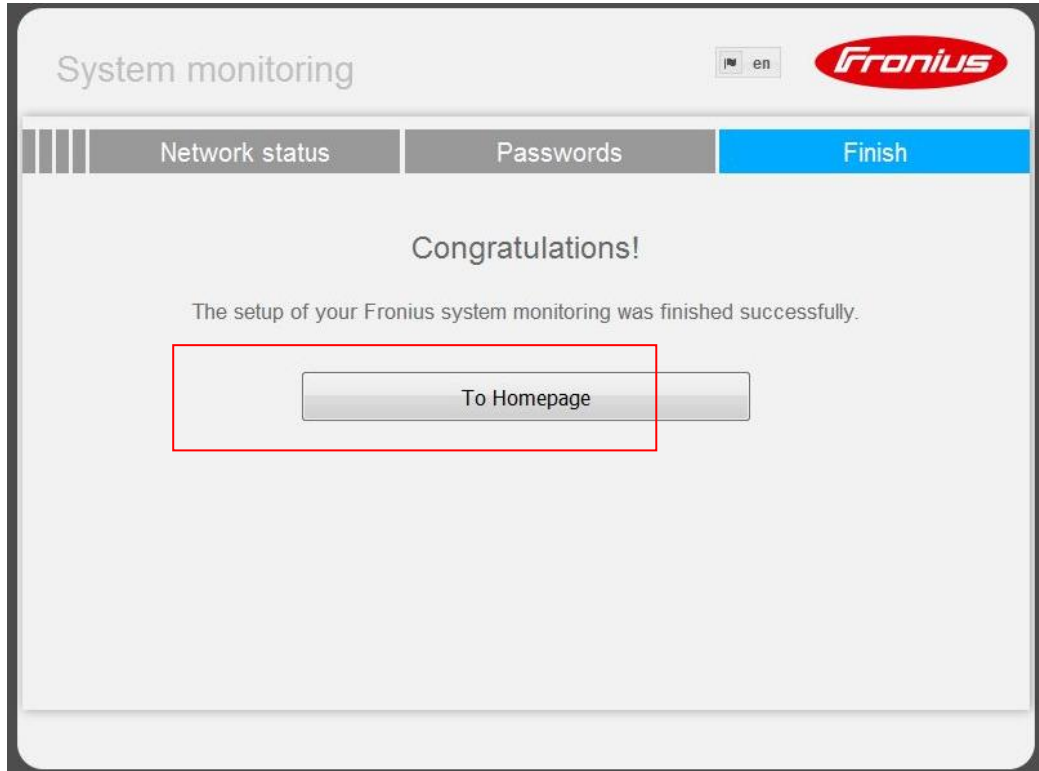 System monitoring
en
Fronius
Network status
Passwords
Finish
Congratulations!
The setup of your Fronius system monitoring was finished successfully.
To Homepage